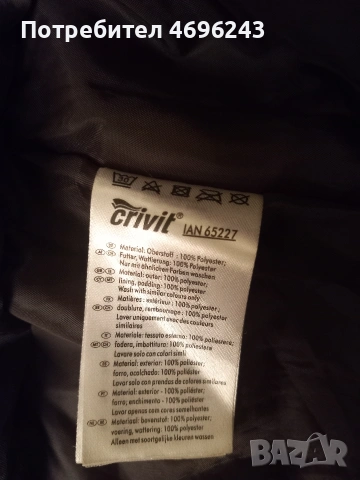 Потребител 4696243
crivit® IAN 65227
Material: Oberstoff: 100% Polyester;
Futter, Wattierung: 100% Polyester
Nur mit ähnlichen Farben waschen
Material: outer: 100% polyester;
lining, padding: 100% polyester
Wash with similar colours only
Matières: extérieur: 100% polyester;
doublure, rembourrage: 100% polyester
Laver uniquement avec des couleurs
similaires
Materiale: tessuto esterno: 100% poliestere;
fodera, imbottitura: 100% poliestere
Lavare solo con colori simili
Material: exterior: 100% poliéster;
forro, acolchado: 100% poliéster
Lavar solo con prendas de colores similares
Material: exterior - 100% poliéster;
forro, enchimento - 100% poliéster
Lavar apenas com cores semelhantes
Materiaal: bovenstof: 100% polyester;
voering, wattering: 100% polyester
Alleen met soortgelijke kleuren wassen
BAZAR